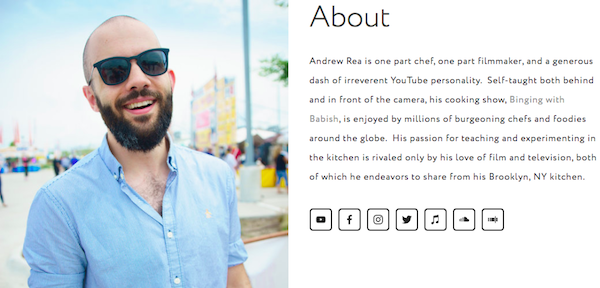 About
Andrew Rea is one part chef, one part filmmaker, and a generous
dash of irreverent YouTube personality.  Self-taught both behind
and in front of the camera, his cooking show, Binging with
Babish, is enjoyed by millions of burgeoning chefs and foodies
around the globe.  His passion for teaching and experimenting in
the kitchen is rivaled only by his love of film and television, both
of which he endeavors to share from his Brooklyn, NY kitchen.